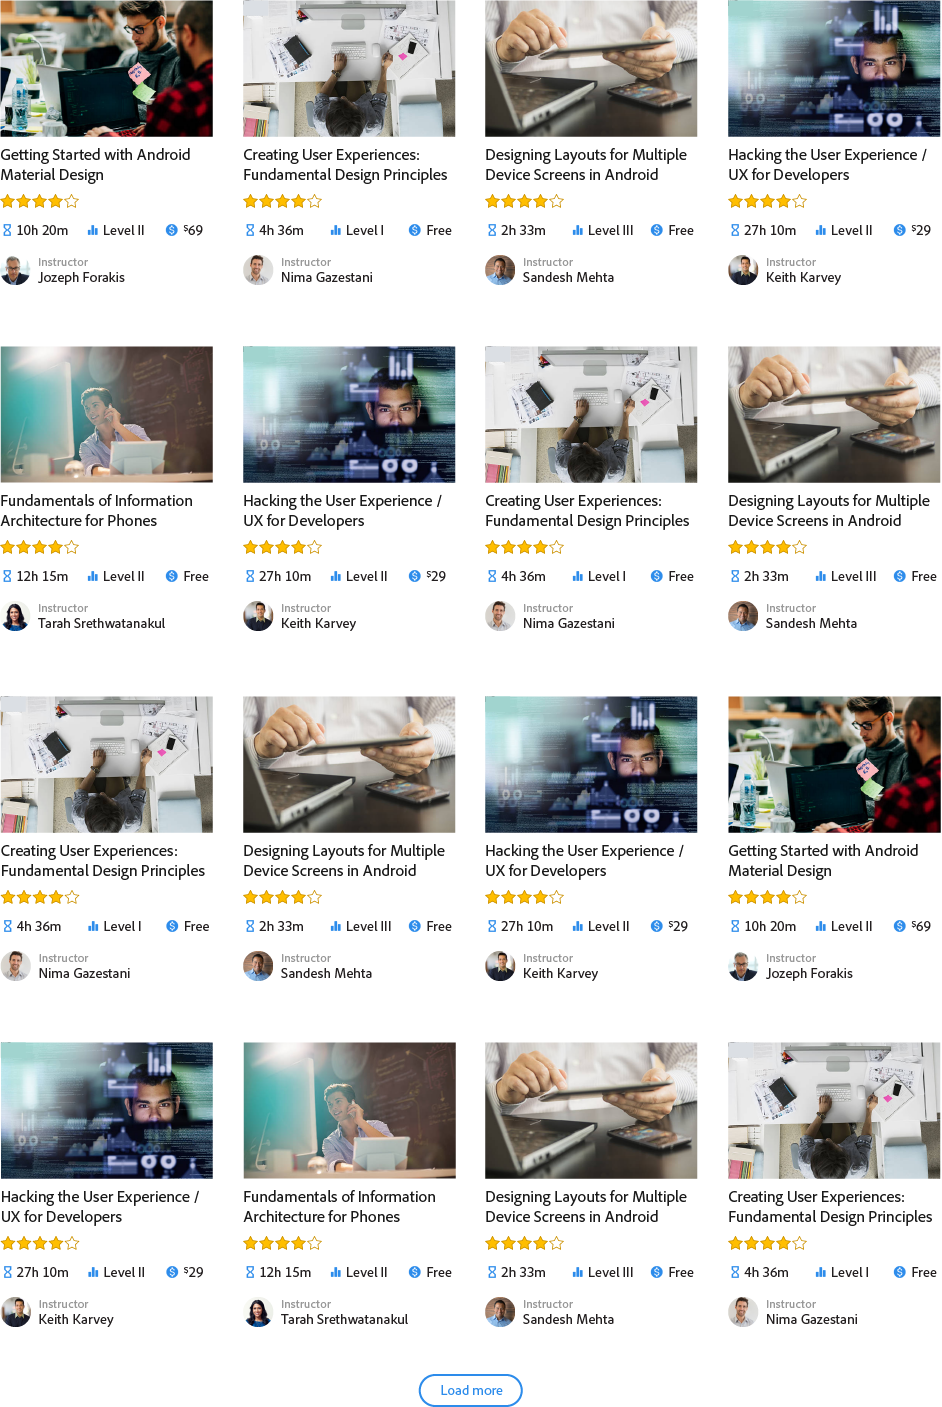 Getting Started with Android
Material Design
10h 20m Level II $69
Instructor
Jozeph Forakis
Creating User Experiences:
Fundamental Design Principles
4h 36m Level I Free
Instructor
Nima Gazestani
Designing Layouts for Multiple
Device Screens in Android
2h 33m Level III Free
Instructor
Sandesh Mehta
Hacking the User Experience /
UX for Developers
27h 10m Level II $29
Instructor
Keith Karvey
Fundamentals of Information
Architecture for Phones
12h 15m Level II Free
Instructor
Tarah Srethwatanakul
Hacking the User Experience /
UX for Developers
27h 10m Level II $29
Instructor
Keith Karvey
Creating User Experiences:
Fundamental Design Principles
4h 36m Level I Free
Instructor
Nima Gazestani
Designing Layouts for Multiple
Device Screens in Android
2h 33m Level III Free
Instructor
Sandesh Mehta
Creating User Experiences:
Fundamental Design Principles
4h 36m Level I Free
Instructor
Nima Gazestani
Designing Layouts for Multiple
Device Screens in Android
2h 33m Level III Free
Instructor
Sandesh Mehta
Hacking the User Experience /
UX for Developers
27h 10m Level II $29
Instructor
Keith Karvey
Getting Started with Android
Material Design
10h 20m Level II $69
Instructor
Jozeph Forakis
Hacking the User Experience /
UX for Developers
27h 10m Level II $29
Instructor
Keith Karvey
Fundamentals of Information
Architecture for Phones
12h 15m Level II Free
Instructor
Tarah Srethwatanakul
Designing Layouts for Multiple
Device Screens in Android
2h 33m Level III Free
Instructor
Sandesh Mehta
Creating User Experiences:
Fundamental Design Principles
4h 36m Level I Free
Instructor
Nima Gazestani
Load more